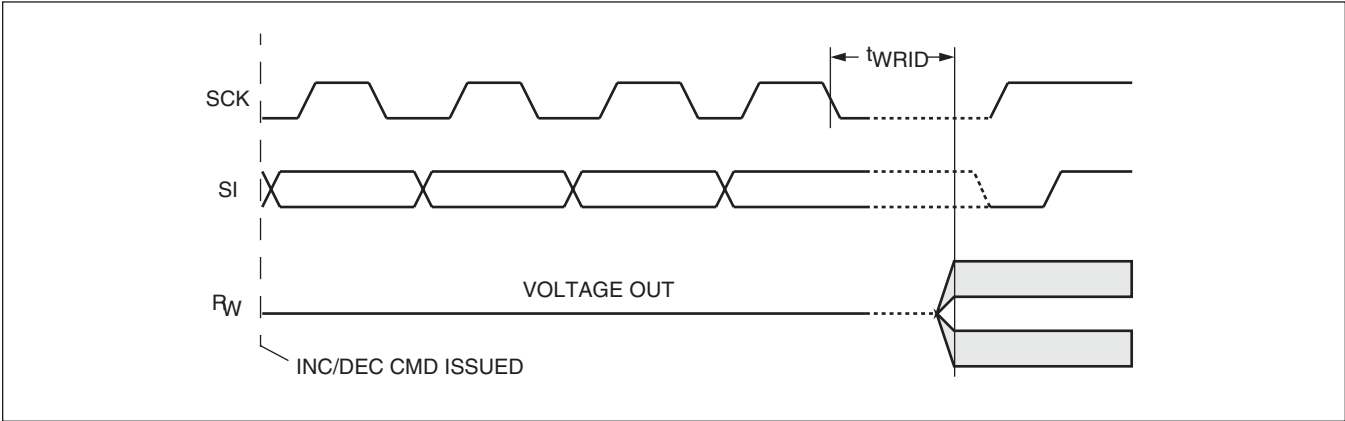 tWRID
SCK
SI
VOLTAGE OUT
RW
INC/DEC CMD ISSUED